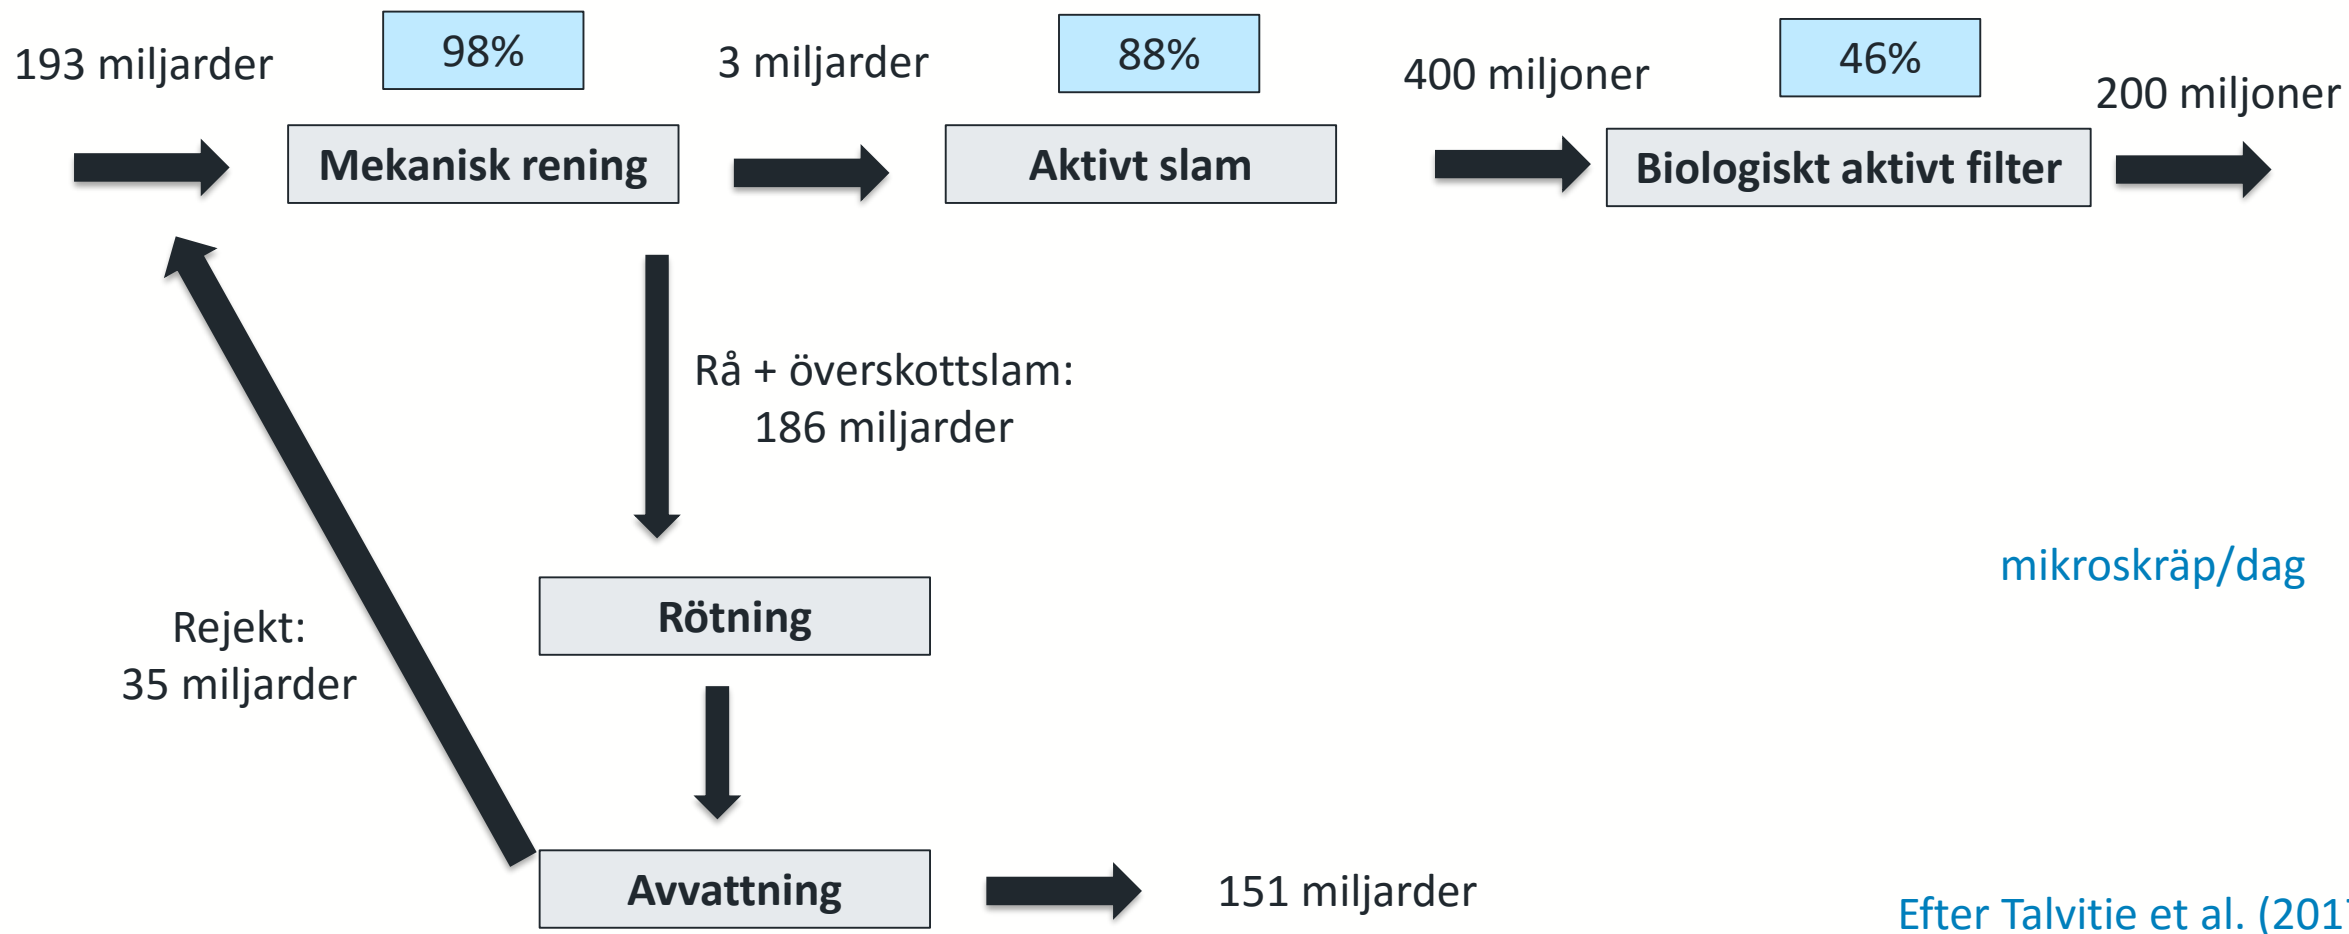 193 miljarder
98%
3 miljarder
88%
400 miljoner
46%
200 miljoner
Mekanisk rening
Aktivt slam
Biologiskt aktivt filter
Rå + överskottslam:
186 miljarder
mikroskräp/dag
Rötning
Rejekt:
35 miljarder
Avvattning
151 miljarder
Efter Talvitie et al. (201